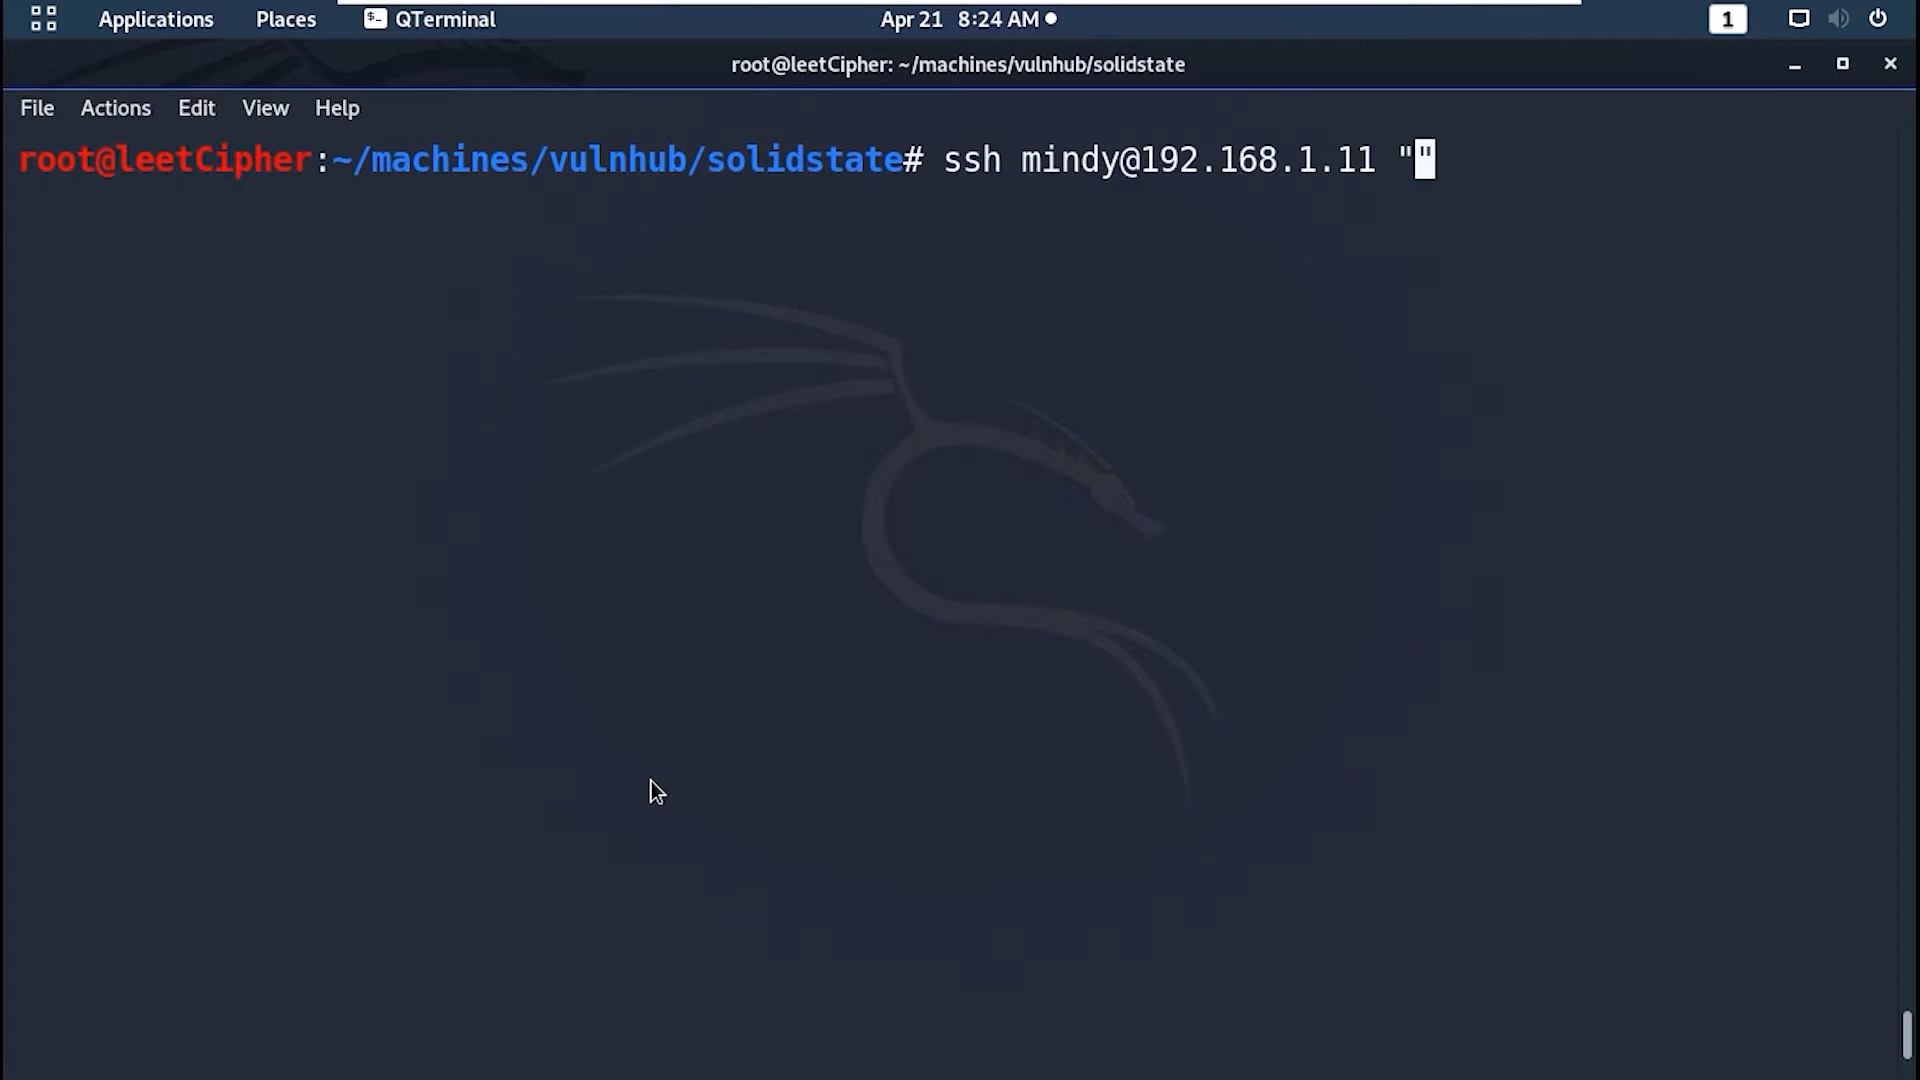 Applications Places QTerminal Apr 21 8:24 AM 1
root@leetCipher: ~/machines/vulnhub/solidstate
File Actions Edit View Help
root@leetCipher:~/machines/vulnhub/solidstate# ssh mindy@192.168.1.11 ""